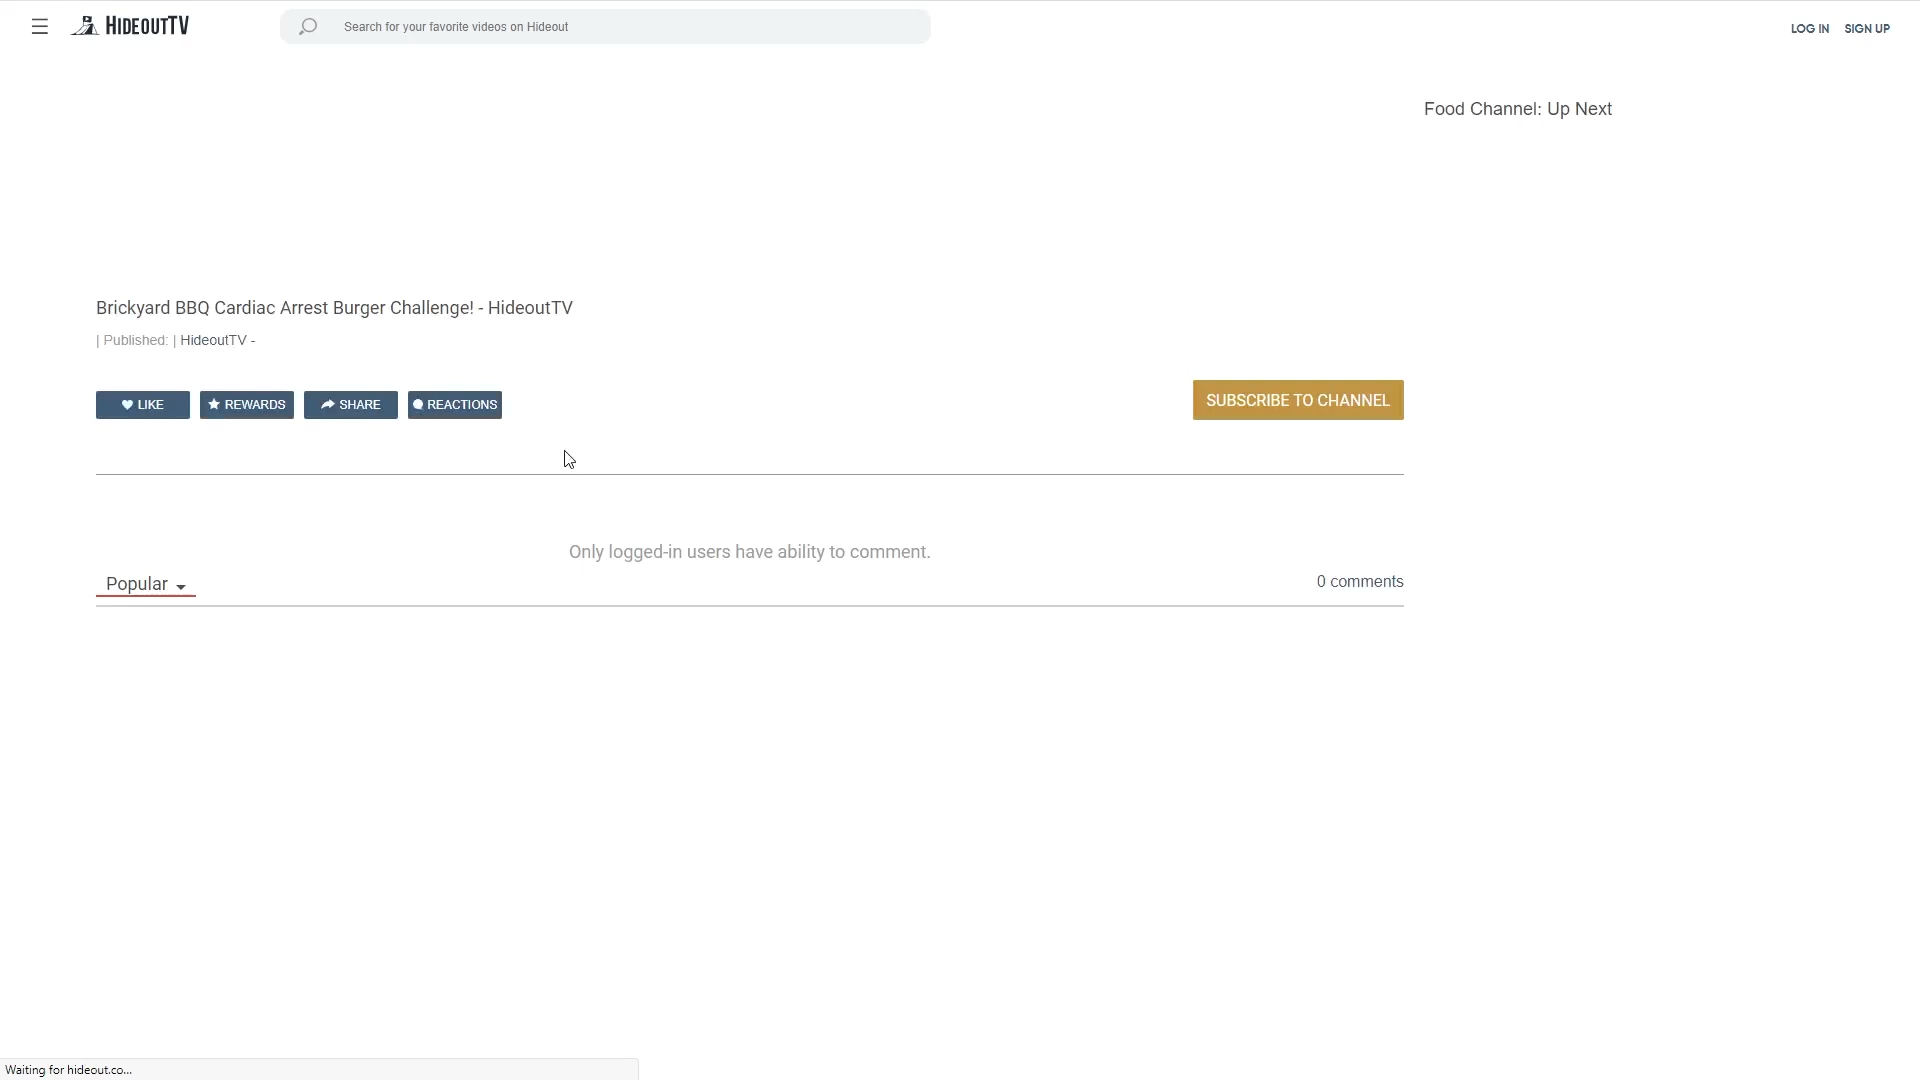 HIDEOUTTV
Search for your favorite videos on Hideout
LOG IN
SIGN UP
Food Channel: Up Next
Brickyard BBQ Cardiac Arrest Burger Challenge! - HideoutTV
| Published: | HideoutTV -
LIKE
REWARDS
SHARE
REACTIONS
SUBSCRIBE TO CHANNEL
Only logged-in users have ability to comment.
Popular
0 comments
Waiting for hideout.co...